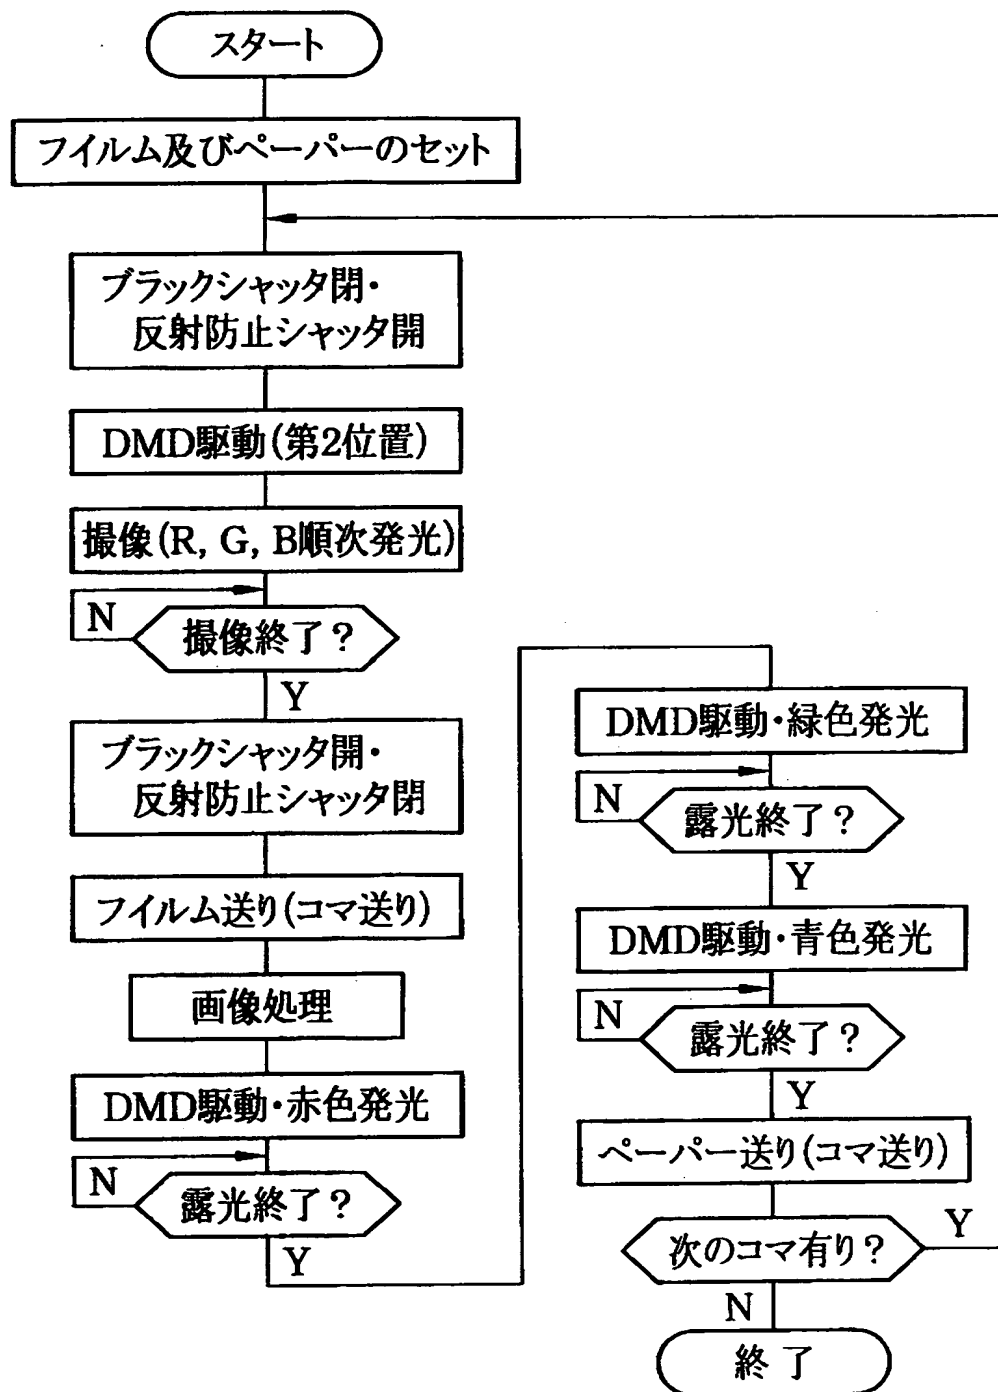 スタート
フイルム及びペーパーのセット
ブラックシャッタ閉・
反射防止シャッタ開
DMD駆動(第2位置)
撮像(R, G, B順次発光)
N
撮像終了?
Y
ブラックシャッタ開・
反射防止シャッタ閉
フイルム送り(コマ送り)
画像処理
DMD駆動・赤色発光
N
露光終了?
Y
DMD駆動・緑色発光
N
露光終了?
Y
DMD駆動・青色発光
N
露光終了?
Y
ペーパー送り(コマ送り)
次のコマ有り?
Y
N
終 了